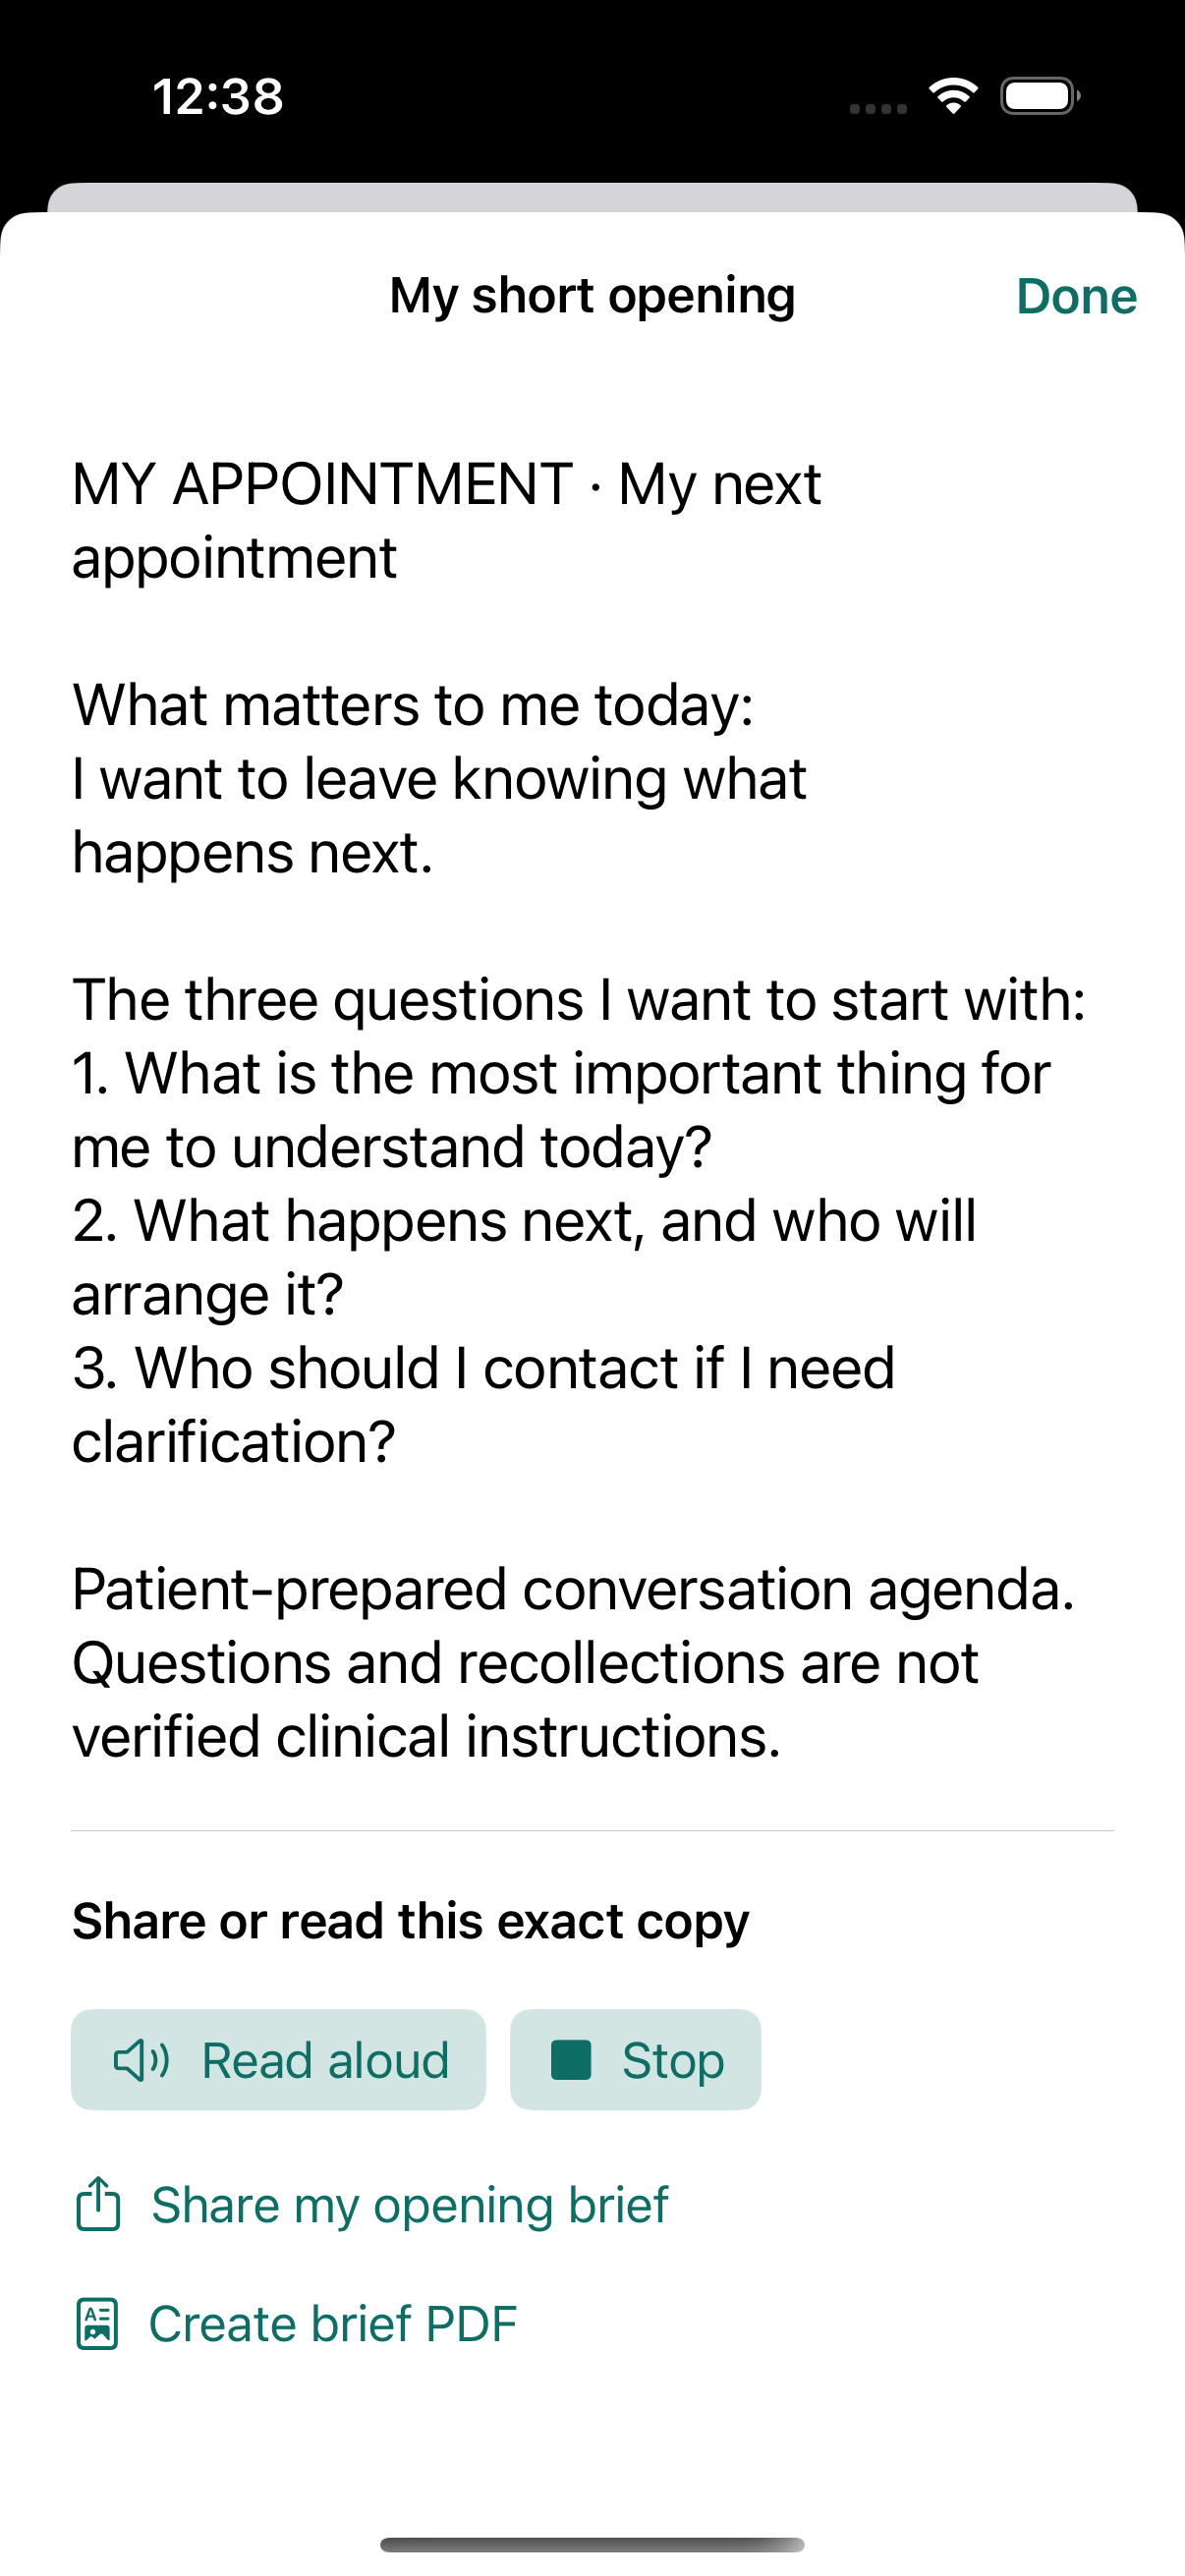 12:38
My short opening
Done
MY APPOINTMENT · My next
appointment
What matters to me today:
I want to leave knowing what
happens next.
The three questions I want to start with:
1. What is the most important thing for
me to understand today?
2. What happens next, and who will
arrange it?
3. Who should I contact if I need
clarification?
Patient-prepared conversation agenda.
Questions and recollections are not
verified clinical instructions.
Share or read this exact copy
Read aloud
Stop
Share my opening brief
Create brief PDF